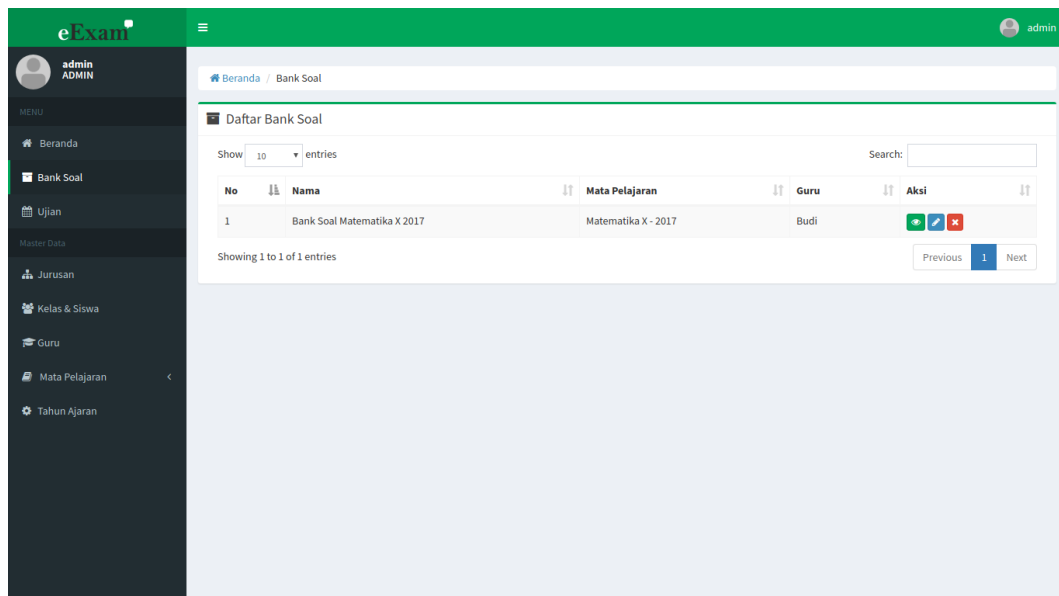 eExam
admin
admin
ADMIN
Beranda / Bank Soal
MENU
Beranda
Bank Soal
Ujian
Master Data
Jurusan
Kelas & Siswa
Guru
Mata Pelajaran
Tahun Ajaran
Daftar Bank Soal
Show 10 entries
Search:
No Nama Mata Pelajaran Guru Aksi
1 Bank Soal Matematika X 2017 Matematika X - 2017 Budi
Showing 1 to 1 of 1 entries
Previous 1 Next